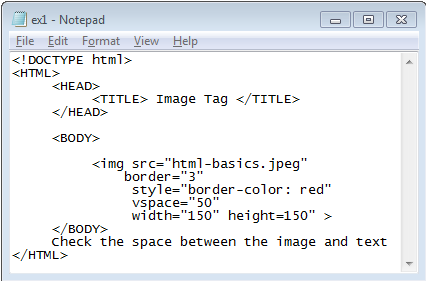 ex1 - Notepad
File Edit Format View Help
<!DOCTYPE html>
<HTML>
<HEAD>
<TITLE> Image Tag </TITLE>
</HEAD>
<BODY>
<img src="html-basics.jpeg"
border="3"
style="border-color: red"
vspace="50"
width="150" height=150" >
</BODY>
Check the space between the image and text
</HTML>